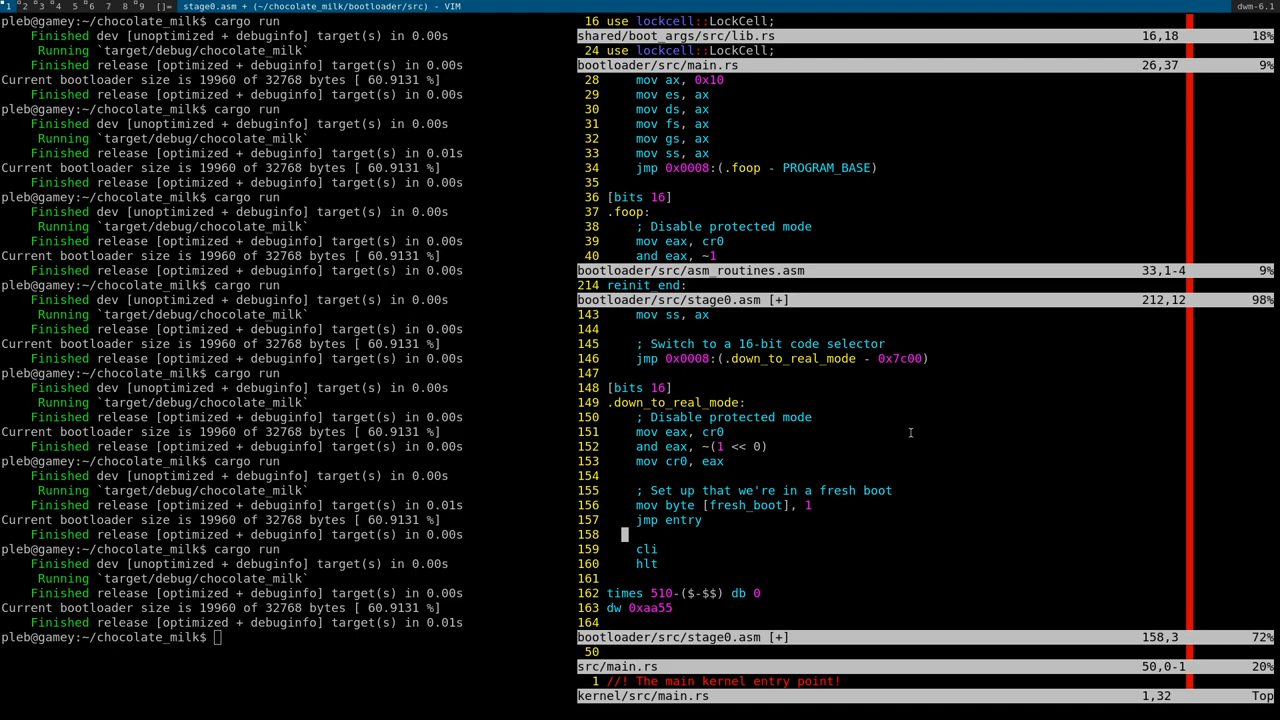 1 2 3 4 5 6 7 8 9 []= stage0.asm + (~/chocolate_milk/bootloader/src) - VIM dwm-6.1
pleb@gamey:~/chocolate_milk$ cargo run
Finished dev [unoptimized + debuginfo] target(s) in 0.00s
Running `target/debug/chocolate_milk`
Finished release [optimized + debuginfo] target(s) in 0.00s
Current bootloader size is 19960 of 32768 bytes [ 60.9131 %]
Finished release [optimized + debuginfo] target(s) in 0.00s
pleb@gamey:~/chocolate_milk$ cargo run
Finished dev [unoptimized + debuginfo] target(s) in 0.00s
Running `target/debug/chocolate_milk`
Finished release [optimized + debuginfo] target(s) in 0.01s
Current bootloader size is 19960 of 32768 bytes [ 60.9131 %]
Finished release [optimized + debuginfo] target(s) in 0.00s
pleb@gamey:~/chocolate_milk$ cargo run
Finished dev [unoptimized + debuginfo] target(s) in 0.00s
Running `target/debug/chocolate_milk`
Finished release [optimized + debuginfo] target(s) in 0.00s
Current bootloader size is 19960 of 32768 bytes [ 60.9131 %]
Finished release [optimized + debuginfo] target(s) in 0.00s
pleb@gamey:~/chocolate_milk$ cargo run
Finished dev [unoptimized + debuginfo] target(s) in 0.00s
Running `target/debug/chocolate_milk`
Finished release [optimized + debuginfo] target(s) in 0.00s
Current bootloader size is 19960 of 32768 bytes [ 60.9131 %]
Finished release [optimized + debuginfo] target(s) in 0.00s
pleb@gamey:~/chocolate_milk$ cargo run
Finished dev [unoptimized + debuginfo] target(s) in 0.00s
Running `target/debug/chocolate_milk`
Finished release [optimized + debuginfo] target(s) in 0.00s
Current bootloader size is 19960 of 32768 bytes [ 60.9131 %]
Finished release [optimized + debuginfo] target(s) in 0.00s
pleb@gamey:~/chocolate_milk$ cargo run
Finished dev [unoptimized + debuginfo] target(s) in 0.00s
Running `target/debug/chocolate_milk`
Finished release [optimized + debuginfo] target(s) in 0.01s
Current bootloader size is 19960 of 32768 bytes [ 60.9131 %]
Finished release [optimized + debuginfo] target(s) in 0.00s
pleb@gamey:~/chocolate_milk$ cargo run
Finished dev [unoptimized + debuginfo] target(s) in 0.00s
Running `target/debug/chocolate_milk`
Finished release [optimized + debuginfo] target(s) in 0.00s
Current bootloader size is 19960 of 32768 bytes [ 60.9131 %]
Finished release [optimized + debuginfo] target(s) in 0.01s
pleb@gamey:~/chocolate_milk$
16 use lockcell::LockCell;
shared/boot_args/src/lib.rs 16,18 18%
24 use lockcell::LockCell;
bootloader/src/main.rs 26,37 9%
28 mov ax, 0x10
29 mov es, ax
30 mov ds, ax
31 mov fs, ax
32 mov gs, ax
33 mov ss, ax
34 jmp 0x0008:(.foop - PROGRAM_BASE)
35
36 [bits 16]
37 .foop:
38 ; Disable protected mode
39 mov eax, cr0
40 and eax, ~1
bootloader/src/asm_routines.asm 33,1-4 9%
214 reinit_end:
bootloader/src/stage0.asm [+] 212,12 98%
143 mov ss, ax
144
145 ; Switch to a 16-bit code selector
146 jmp 0x0008:(.down_to_real_mode - 0x7c00)
147
148 [bits 16]
149 .down_to_real_mode:
150 ; Disable protected mode
151 mov eax, cr0
152 and eax, ~(1 << 0)
153 mov cr0, eax
154
155 ; Set up that we're in a fresh boot
156 mov byte [fresh_boot], 1
157 jmp entry
158
159 cli
160 hlt
161
162 times 510-($-$$) db 0
163 dw 0xaa55
164
bootloader/src/stage0.asm [+] 158,3 72%
50
src/main.rs 50,0-1 20%
1 //! The main kernel entry point!
kernel/src/main.rs 1,32 Top